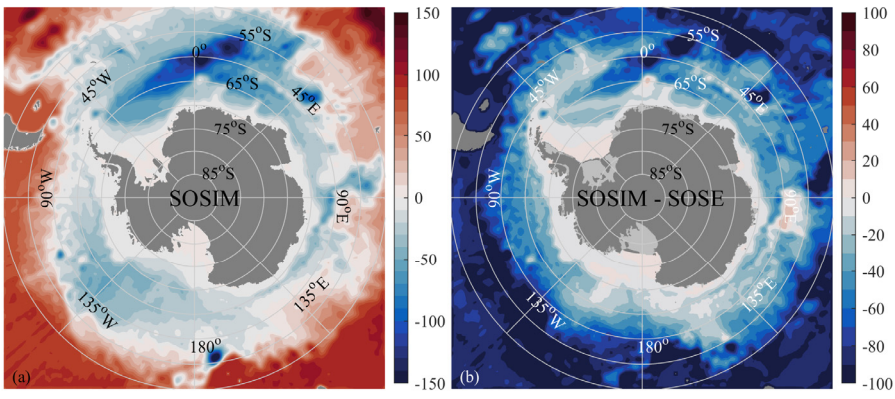 150
100
50
0
-50
-100
-150
0°
55°S
65°S
45°W
45°E
75°S
85°S
SOSIM
90°W
90°E
135°W
135°E
180°
(a)
100
80
60
40
20
0
-20
-40
-60
-80
-100
0°
55°S
65°S
45°W
45°E
75°S
85°S
SOSIM - SOSE
90°W
90°E
135°W
135°E
180°
(b)